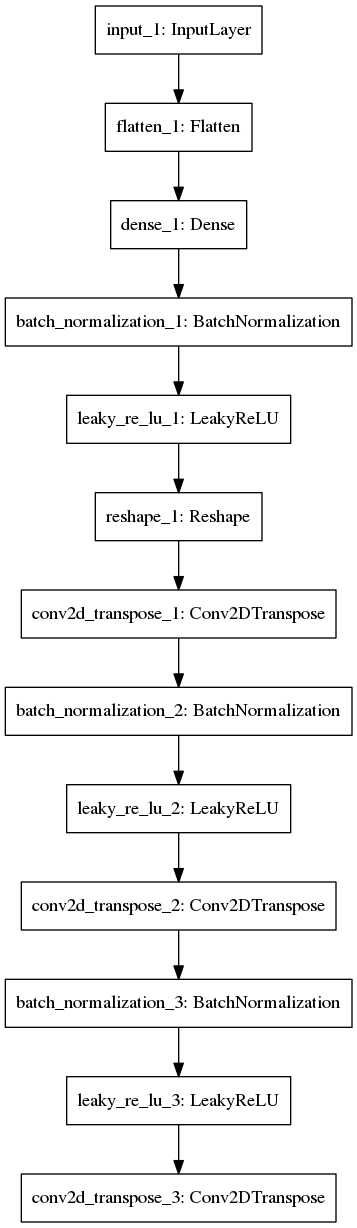 input_1: InputLayer
flatten_1: Flatten
dense_1: Dense
batch_normalization_1: BatchNormalization
leaky_re_lu_1: LeakyReLU
reshape_1: Reshape
conv2d_transpose_1: Conv2DTranspose
batch_normalization_2: BatchNormalization
leaky_re_lu_2: LeakyReLU
conv2d_transpose_2: Conv2DTranspose
batch_normalization_3: BatchNormalization
leaky_re_lu_3: LeakyReLU
conv2d_transpose_3: Conv2DTranspose